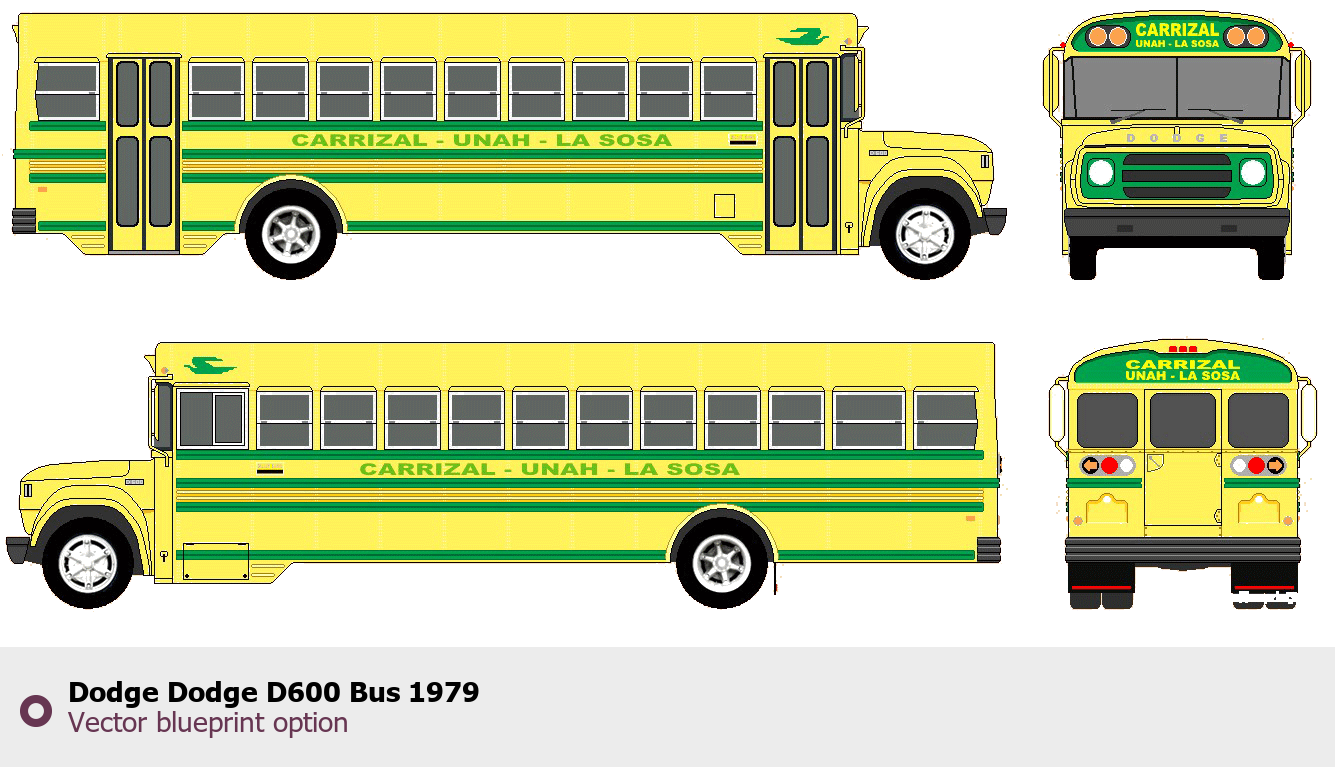 CARRIZAL - UNAH - LA SOSA
CARRIZAL
UNAH - LA SOSA
DODGE
CARRIZAL - UNAH - LA SOSA
CARRIZAL
UNAH - LA SOSA
Dodge Dodge D600 Bus 1979
Vector blueprint option